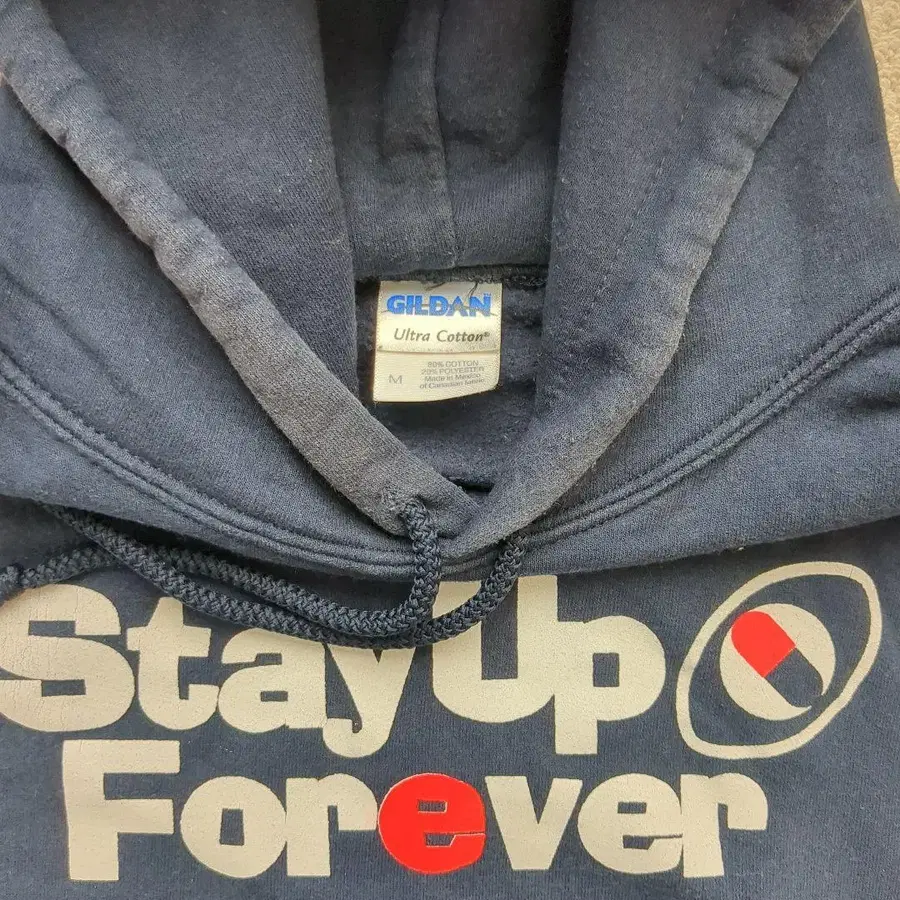 GILDAN
Ultra Cotton®
M
80% COTTON
20% POLYESTER
Made in Mexico
of Canadian fabric
StayUp
Forever